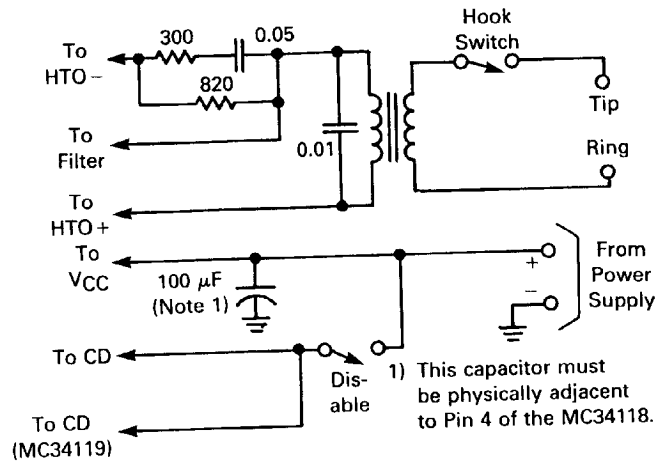 300
0.05
To
HTO –
820
To
Filter
0.01
To
HTO +
Hook
Switch
Tip
Ring
To
VCC
100 μF
(Note 1)
+
–
From
Power
Supply
To CD
Dis-
able
1) This capacitor must
be physically adjacent
to Pin 4 of the MC34118.
To CD
(MC34119)